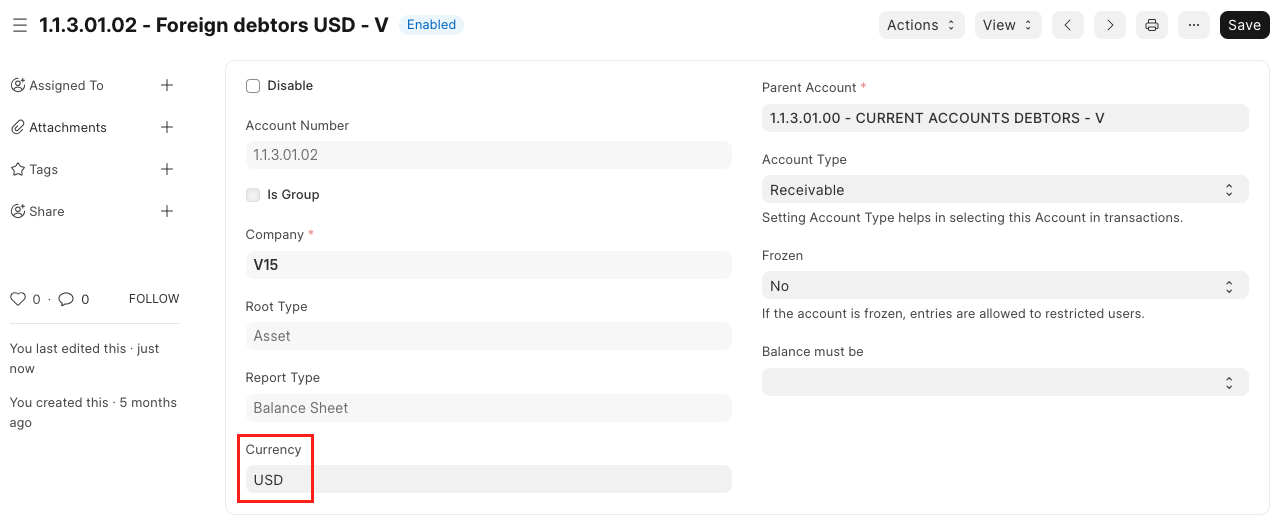 1.1.3.01.02 - Foreign debtors USD - V
Enabled
Actions
View
Save
Assigned To
Attachments
Tags
Share
0 · 0 FOLLOW
You last edited this · just
now
You created this · 5 months
ago
Disable
Account Number
1.1.3.01.02
Is Group
Company *
V15
Root Type
Asset
Report Type
Balance Sheet
Currency
USD
Parent Account *
1.1.3.01.00 - CURRENT ACCOUNTS DEBTORS - V
Account Type
Receivable
Setting Account Type helps in selecting this Account in transactions.
Frozen
No
If the account is frozen, entries are allowed to restricted users.
Balance must be